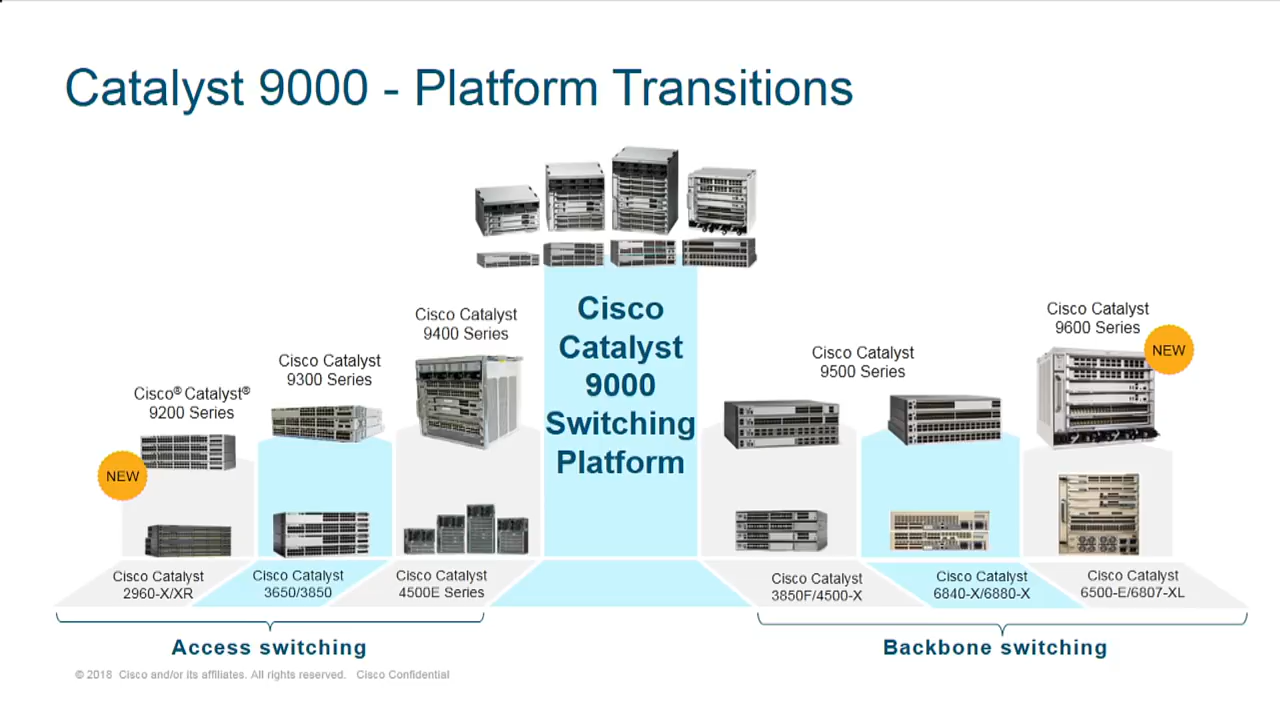 Catalyst 9000 - Platform Transitions
Cisco® Catalyst®
9200 Series
NEW
Cisco Catalyst
9300 Series
Cisco Catalyst
9400 Series
Cisco
Catalyst
9000
Switching
Platform
Cisco Catalyst
9500 Series
Cisco Catalyst
9600 Series
NEW
Cisco Catalyst
2960-X/XR
Cisco Catalyst
3650/3850
Cisco Catalyst
4500E Series
Cisco Catalyst
3850F/4500-X
Cisco Catalyst
6840-X/6880-X
Cisco Catalyst
6500-E/6807-XL
Access switching
Backbone switching
© 2018 Cisco and/or its affiliates. All rights reserved. Cisco Confidential